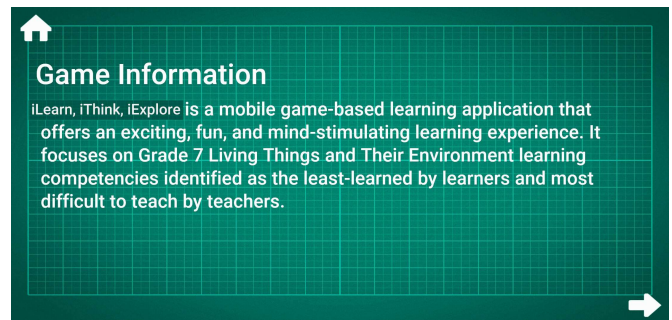 Game Information
iLearn, iThink, iExplore is a mobile game-based learning application that
offers an exciting, fun, and mind-stimulating learning experience. It
focuses on Grade 7 Living Things and Their Environment learning
competencies identified as the least-learned by learners and most
difficult to teach by teachers.